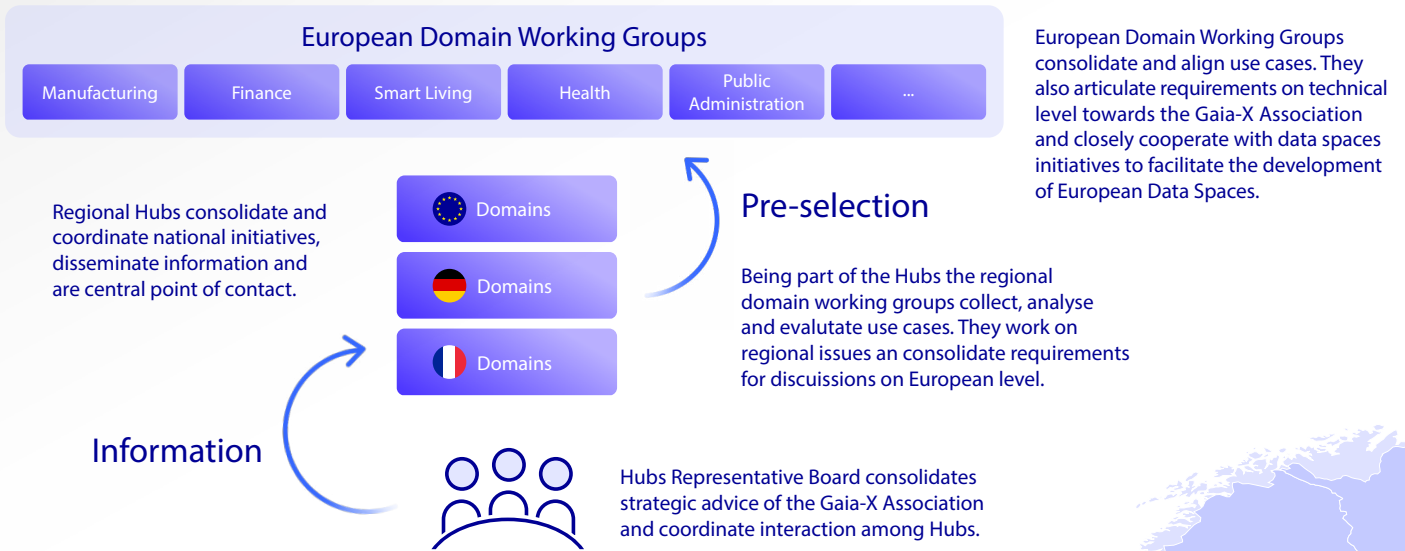 European Domain Working Groups
Manufacturing
Finance
Smart Living
Health
Public
Administration
...
European Domain Working Groups
consolidate and align use cases. They
also articulate requirements on technical
level towards the Gaia-X Association
and closely cooperate with data spaces
initiatives to facilitate the development
of European Data Spaces.
Regional Hubs consolidate and
coordinate national initiatives,
disseminate information and
are central point of contact.
Domains
Domains
Domains
Pre-selection
Being part of the Hubs the regional
domain working groups collect, analyse
and evalutate use cases. They work on
regional issues an consolidate requirements
for discuissions on European level.
Information
Hubs Representative Board consolidates
strategic advice of the Gaia-X Association
and coordinate interaction among Hubs.